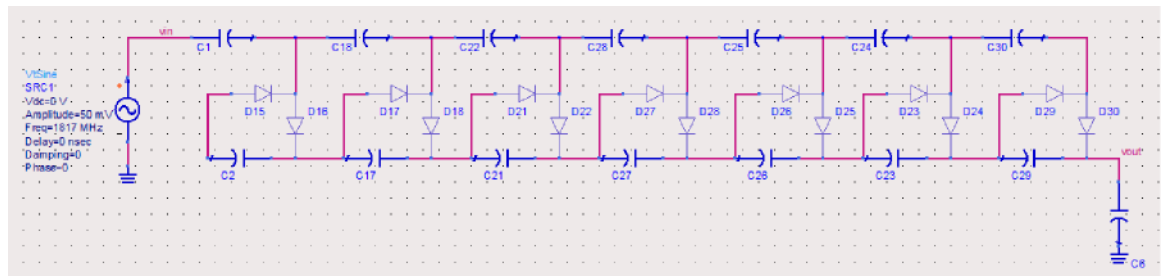 vin
C1
C18
C22
C28
C25
C24
C30
VtSine
SRC1
Vdc=0 V
Amplitude=50 mV
Freq=1817 MHz
Delay=0 nsec
Damping=0
Phase=0
D15
D16
D17
D18
D21
D22
D27
D28
D26
D25
D23
D24
D29
D30
C2
C17
C21
C27
C26
C23
C29
vout
C6